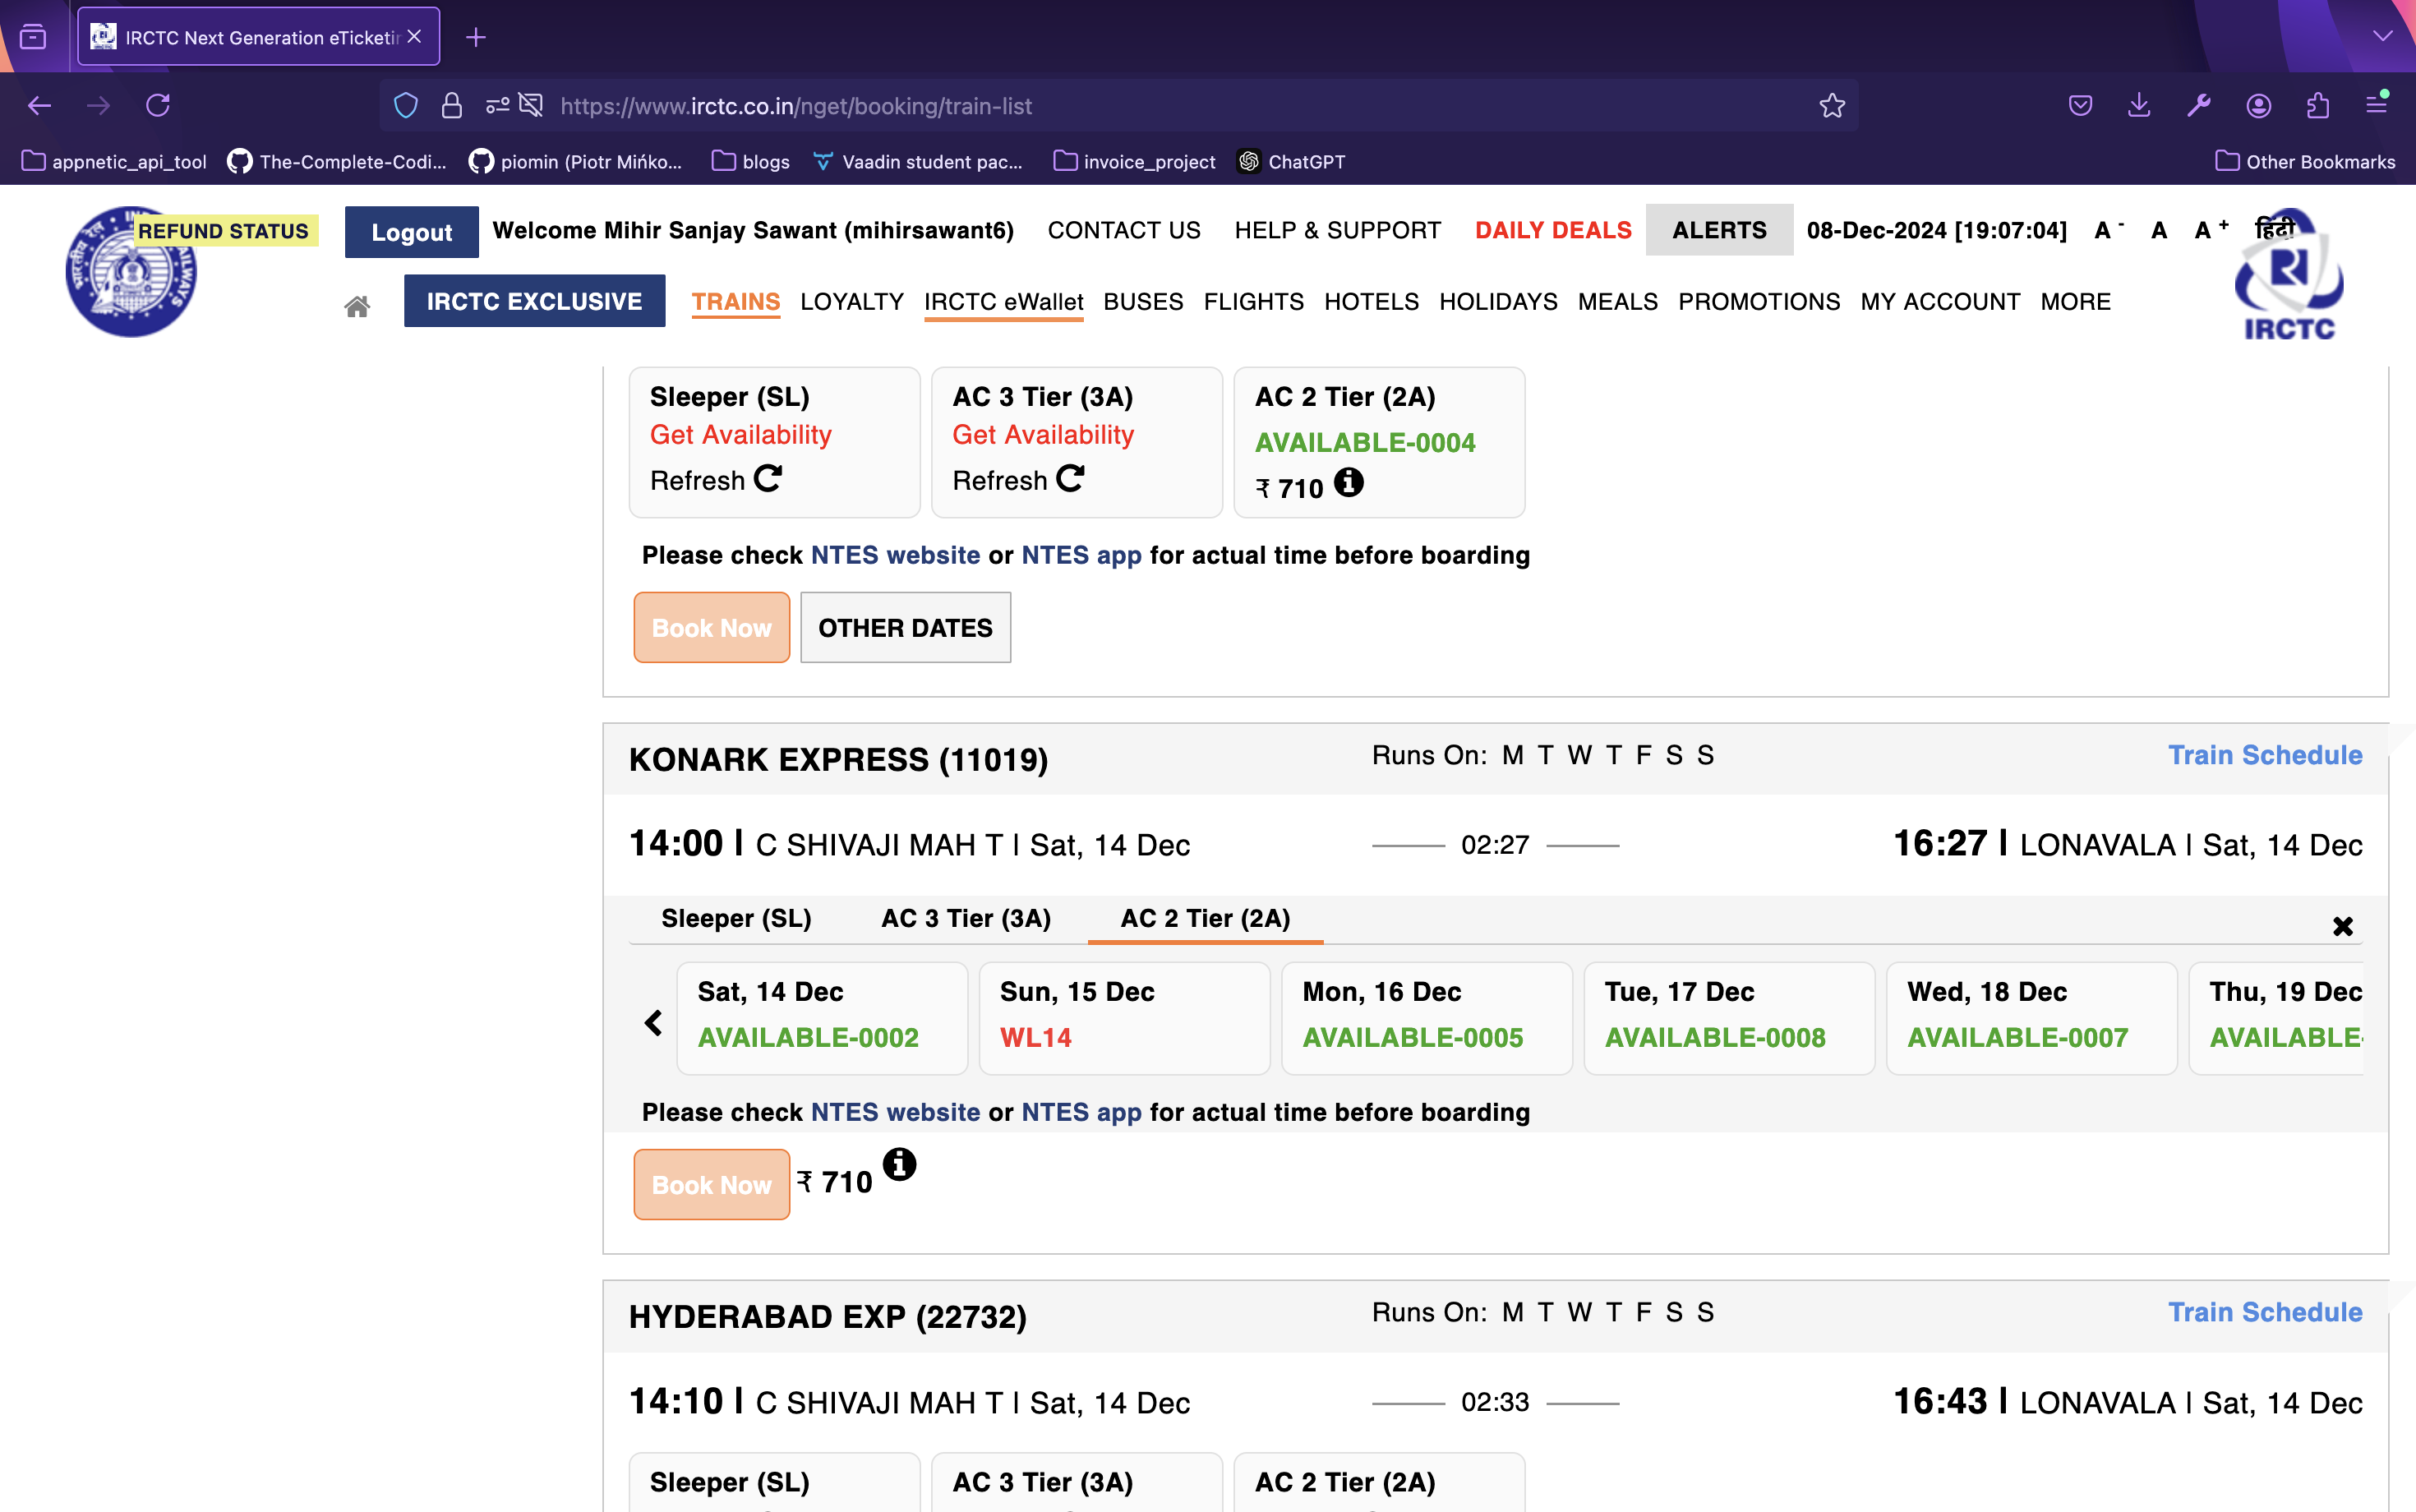 IRCTC Next Generation eTicketin
https://www.irctc.co.in/nget/booking/train-list
appnetic_api_tool The-Complete-Codi... piomin (Piotr Mińko... blogs Vaadin student pac... invoice_project ChatGPT Other Bookmarks
REFUND STATUS Logout Welcome Mihir Sanjay Sawant (mihirsawant6) CONTACT US HELP & SUPPORT DAILY DEALS ALERTS 08-Dec-2024 [19:07:04] A - A A + हिंदी
IRCTC EXCLUSIVE TRAINS LOYALTY IRCTC eWallet BUSES FLIGHTS HOTELS HOLIDAYS MEALS PROMOTIONS MY ACCOUNT MORE
IRCTC
Sleeper (SL) AC 3 Tier (3A) AC 2 Tier (2A)
Get Availability Get Availability AVAILABLE-0004
Refresh Refresh ₹ 710
Please check NTES website or NTES app for actual time before boarding
Book Now OTHER DATES
KONARK EXPRESS (11019) Runs On: M T W T F S S Train Schedule
14:00 | C SHIVAJI MAH T | Sat, 14 Dec 02:27 16:27 | LONAVALA | Sat, 14 Dec
Sleeper (SL) AC 3 Tier (3A) AC 2 Tier (2A)
Sat, 14 Dec Sun, 15 Dec Mon, 16 Dec Tue, 17 Dec Wed, 18 Dec Thu, 19 Dec
AVAILABLE-0002 WL14 AVAILABLE-0005 AVAILABLE-0008 AVAILABLE-0007 AVAILABLE-
Please check NTES website or NTES app for actual time before boarding
Book Now ₹ 710
HYDERABAD EXP (22732) Runs On: M T W T F S S Train Schedule
14:10 | C SHIVAJI MAH T | Sat, 14 Dec 02:33 16:43 | LONAVALA | Sat, 14 Dec
Sleeper (SL) AC 3 Tier (3A) AC 2 Tier (2A)